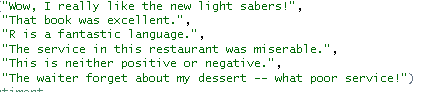 "Wow, I really like the new light sabers!",
"That book was excellent.",
"R is a fantastic language.",
"The service in this restaurant was miserable.",
"This is neither positive or negative.",
"The waiter forget about my dessert -- what poor service!")